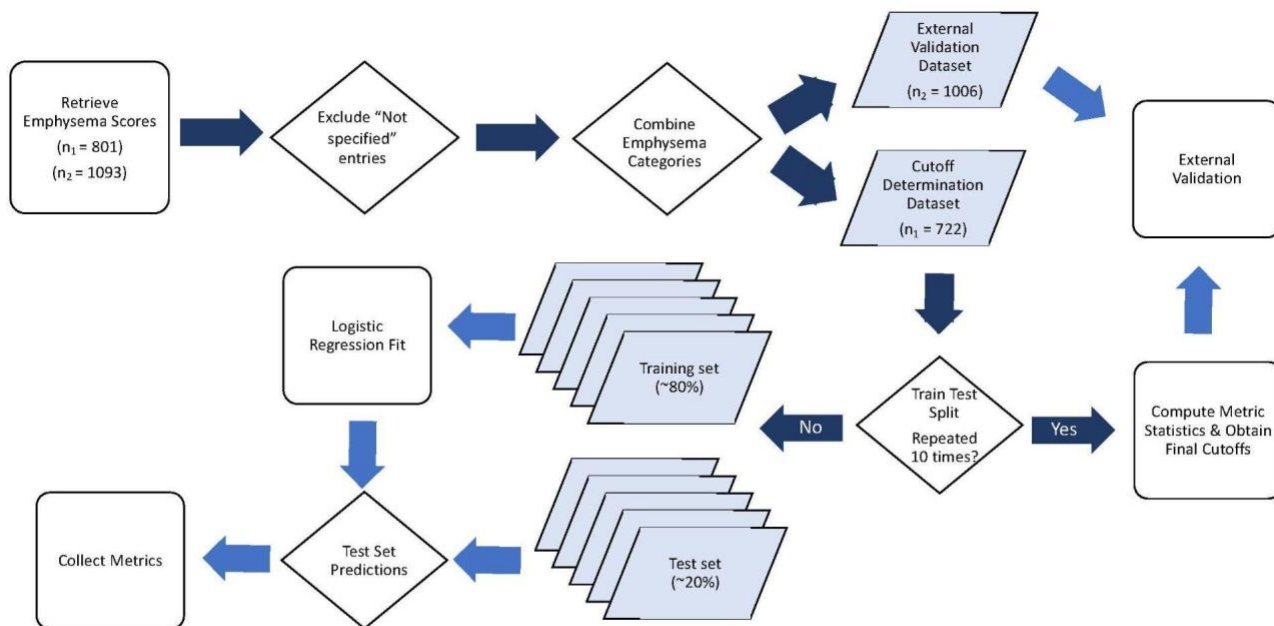 Retrieve
Emphysema Scores
(n₁ = 801)
(n₂ = 1093)
Exclude “Not
specified”
entries
Combine
Emphysema
Categories
External
Validation
Dataset
(n₂ = 1006)
Cutoff
Determination
Dataset
(n₁ = 722)
External
Validation
Logistic
Regression Fit
Training set
(~80%)
No
Train Test
Split
Repeated
10 times?
Yes
Compute Metric
Statistics & Obtain
Final Cutoffs
Collect Metrics
Test Set
Predictions
Test set
(~20%)